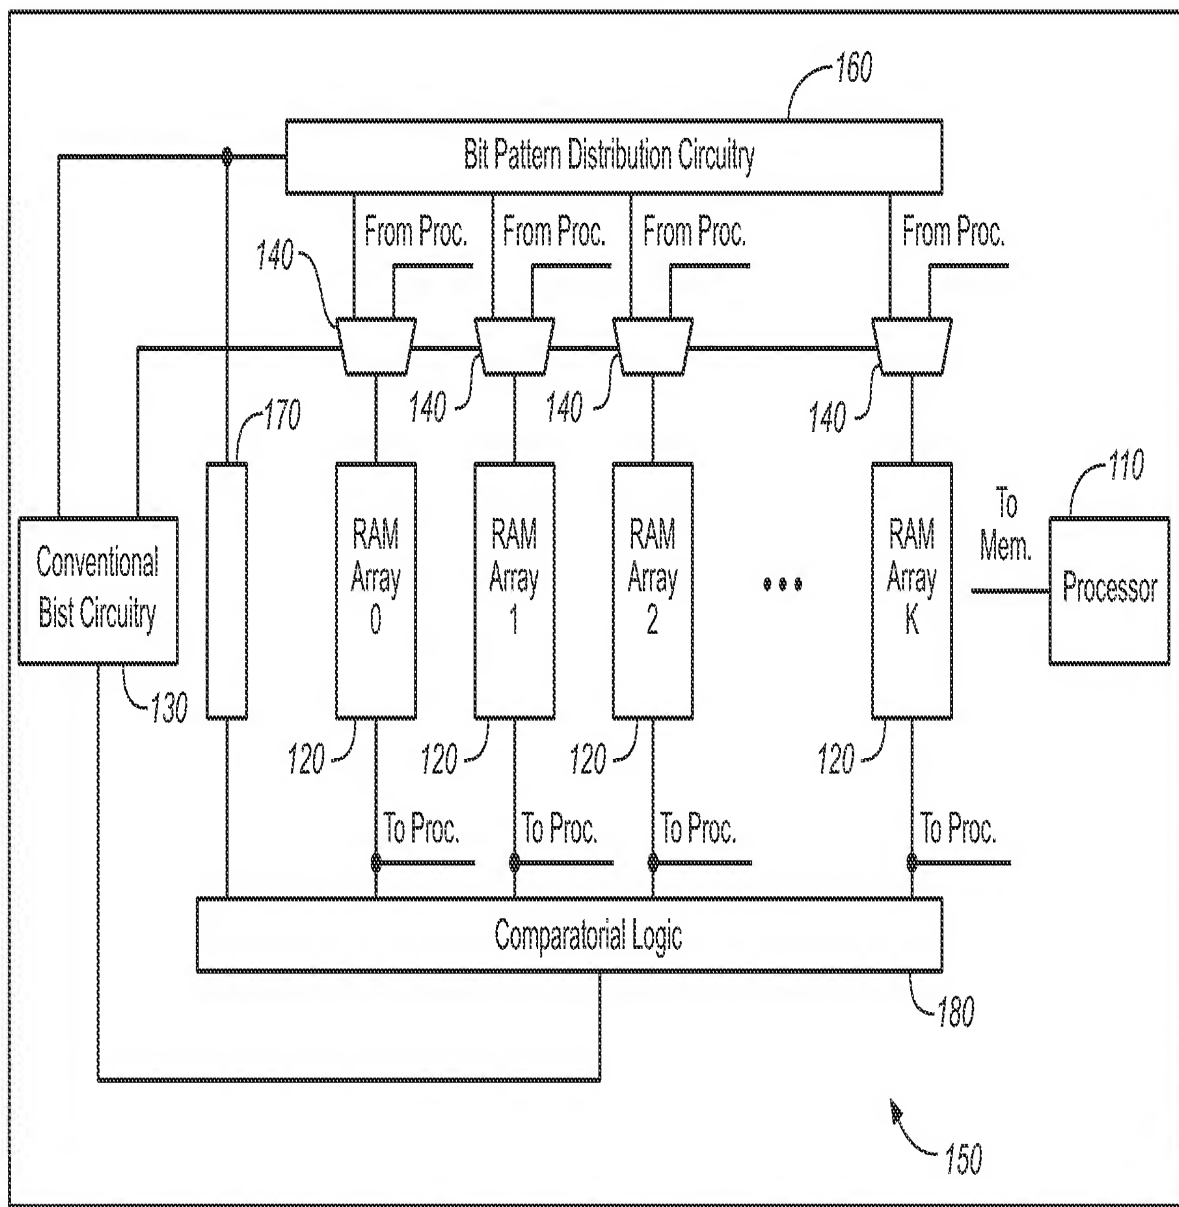 160
Bit Pattern Distribution Circuitry
From Proc.
From Proc.
From Proc.
From Proc.
140
140
140
140
170
110
RAM
Array
0
RAM
Array
1
RAM
Array
2
...
RAM
Array
K
To
Mem.
Processor
Conventional
Bist Circuitry
130
120
120
120
120
To Proc.
To Proc.
To Proc.
To Proc.
Comparatorial Logic
180
150